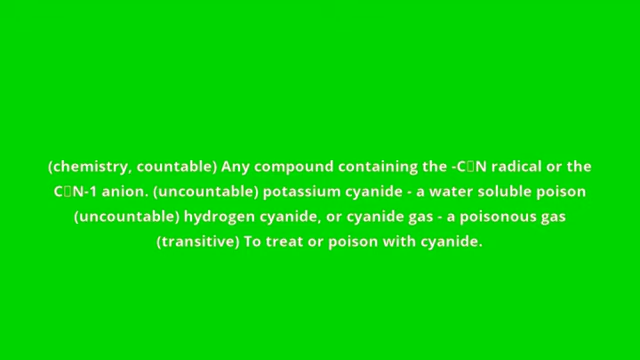 (chemistry, countable) Any compound containing the -C▯N radical or the
C▯N-1 anion. (uncountable) potassium cyanide - a water soluble poison
(uncountable) hydrogen cyanide, or cyanide gas - a poisonous gas
(transitive) To treat or poison with cyanide.